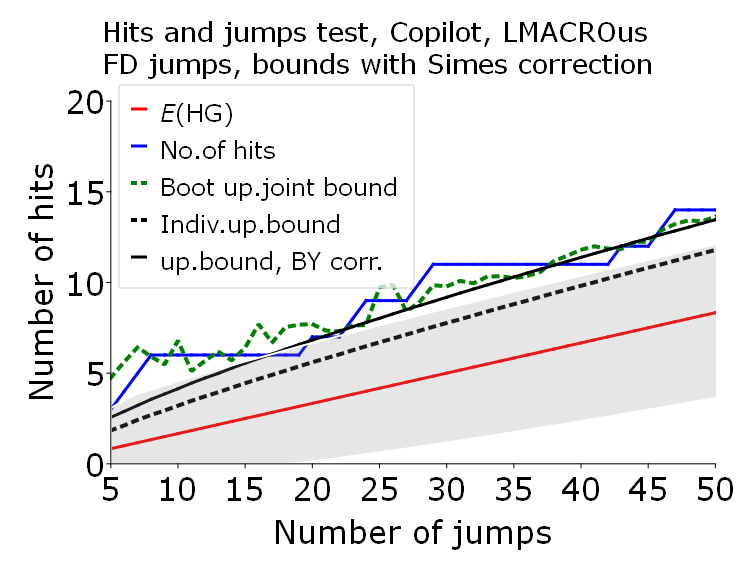 Hits and jumps test, Copilot, LMACROus
FD jumps, bounds with Simes correction
E(HG)
No.of hits
Boot up.joint bound
Indiv.up.bound
up.bound, BY corr.
Number of hits
20
15
10
5
0
5 10 15 20 25 30 35 40 45 50
Number of jumps